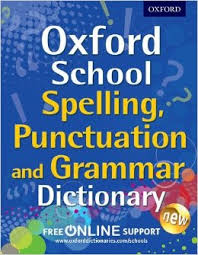 OXFORD
Oxford
School
Spelling,
Punctuation
and Grammar
Dictionary
new
FREE ONLINE SUPPORT
www.oxforddictionaries.com/schools